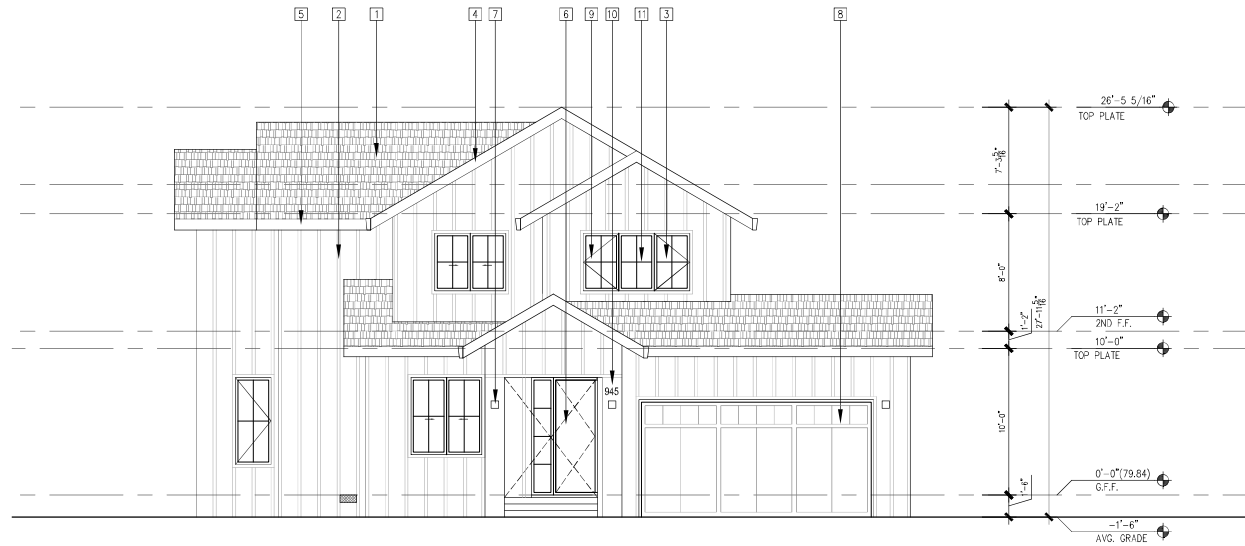 5 2 1 4 7 6 9 10 11 3 8
26'-5 5/16"
TOP PLATE
7'-3 5/16"
19'-2"
TOP PLATE
8'-0"
27'-11 5/16"
1'-2"
11'-2"
2ND F.F.
10'-0"
TOP PLATE
945
10'-0"
0'-0"(79.84)
G.F.F.
1'-6"
-1'-6"
AVG. GRADE